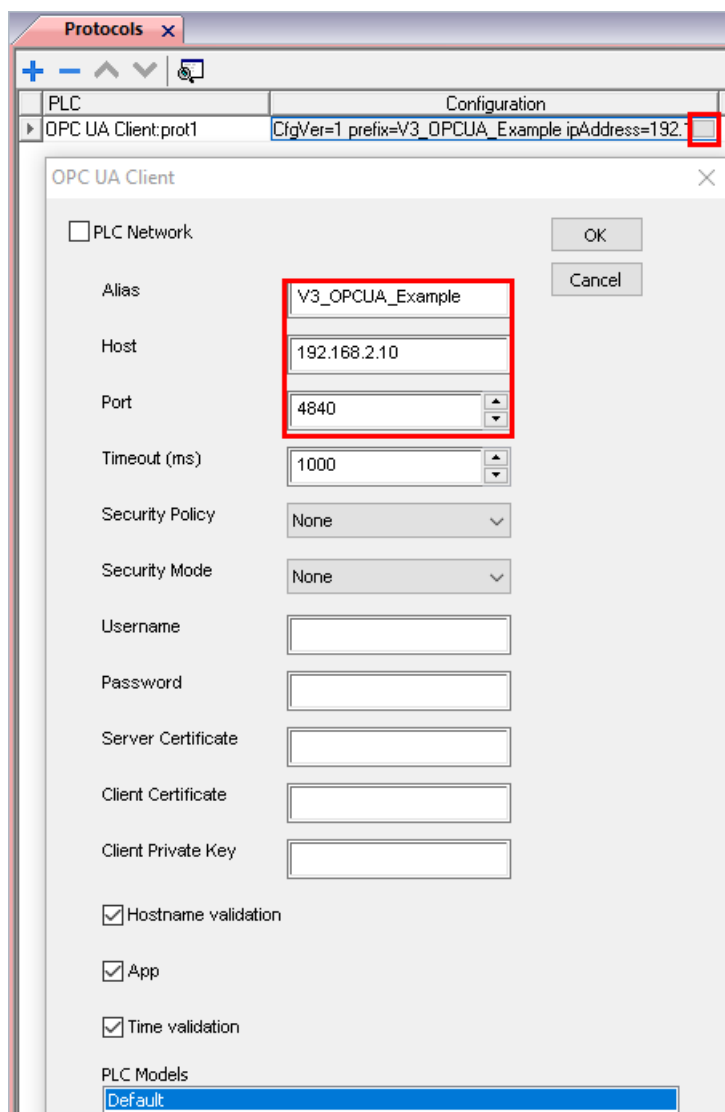 Protocols
PLC Configuration
OPC UA Client:prot1 CfgVer=1 prefix=V3_OPCUA_Example ipAddress=192.
OPC UA Client
PLC Network
OK
Cancel
Alias V3_OPCUA_Example
Host 192.168.2.10
Port 4840
Timeout (ms) 1000
Security Policy None
Security Mode None
Username
Password
Server Certificate
Client Certificate
Client Private Key
Hostname validation
App
Time validation
PLC Models
Default